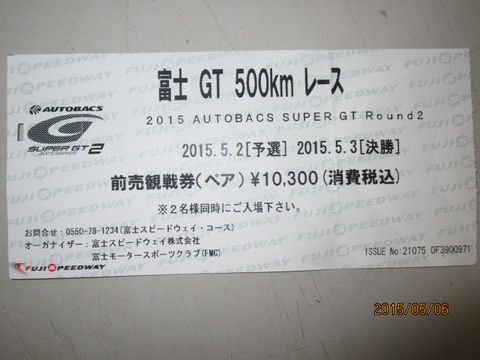 富士 GT 500km レース
2015 AUTOBACS SUPER GT Round2
AUTOBACS
SUPER GT 2
2015.5.2[予選] 2015.5.3[決勝]
前売観戦券(ペア) ¥10,300(消費税込)
※2名様同時にご入場下さい。
お問合せ：0550-78-1234(富士スピードウェイ・コース)
オーガナイザー：富士スピードウェイ株式会社
富士モータースポーツクラブ(FMC)
FUJI SPEEDWAY
ISSUE No:21075 0F3900971
2015/05/06